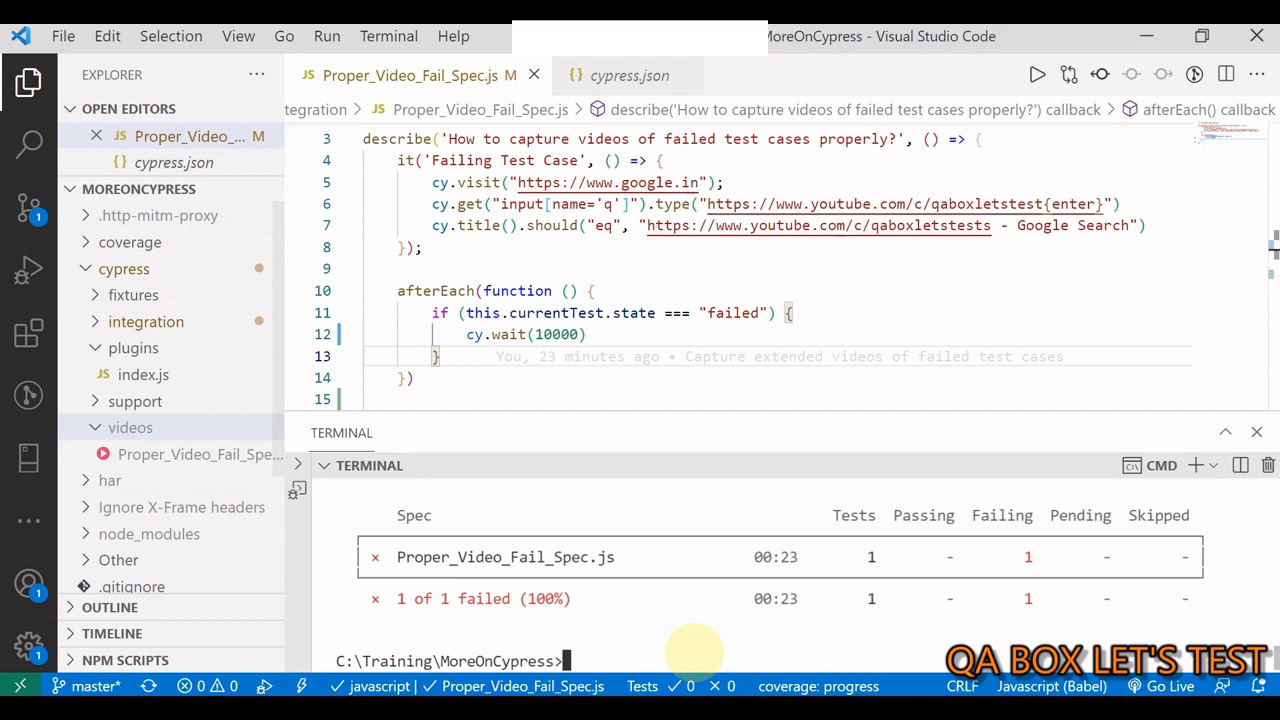 File Edit Selection View Go Run Terminal Help
MoreOnCypress - Visual Studio Code
EXPLORER
OPEN EDITORS
Proper_Video_... M
cypress.json
MOREONCYPRESS
.http-mitm-proxy
coverage
cypress
fixtures
integration
plugins
JS index.js
support
videos
Proper_Video_Fail_Spe...
har
Ignore X-Frame headers
node_modules
Other
.gitignore
OUTLINE
TIMELINE
NPM SCRIPTS
1
1
1
JS Proper_Video_Fail_Spec.js M
{} cypress.json
tegration > JS Proper_Video_Fail_Spec.js > describe('How to capture videos of failed test cases properly?') callback > afterEach() callback
3 describe('How to capture videos of failed test cases properly?', () => {
4 it('Failing Test Case', () => {
5 cy.visit("https://www.google.in");
6 cy.get("input[name='q']").type("https://www.youtube.com/c/qaboxletstest{enter}")
7 cy.title().should("eq", "https://www.youtube.com/c/qaboxletstests - Google Search")
8 });
9
10 afterEach(function () {
11 if (this.currentTest.state === "failed") {
12 cy.wait(10000)
13 } You, 23 minutes ago • Capture extended videos of failed test cases
14 })
15
TERMINAL
TERMINAL
CMD
Spec Tests Passing Failing Pending Skipped
× Proper_Video_Fail_Spec.js 00:23 1 - 1 - -
× 1 of 1 failed (100%) 00:23 1 - 1 - -
C:\Training\MoreOnCypress>
QA BOX LET'S TEST
master* 0 0 javascript | Proper_Video_Fail_Spec.js Tests 0 0 coverage: progress CRLF Javascript (Babel) Go Live